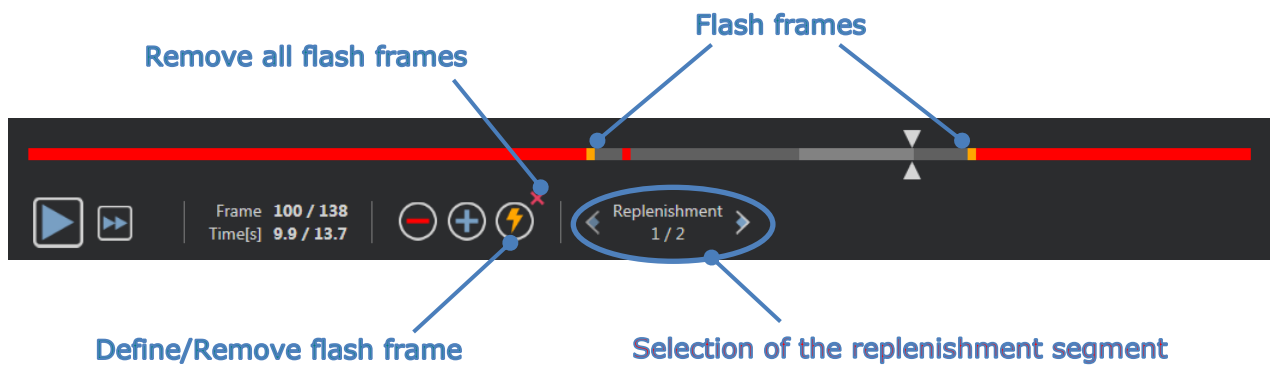 Flash frames
Remove all flash frames
Frame 100 / 138
Time[s] 9.9 / 13.7
Replenishment
1 / 2
Define/Remove flash frame
Selection of the replenishment segment